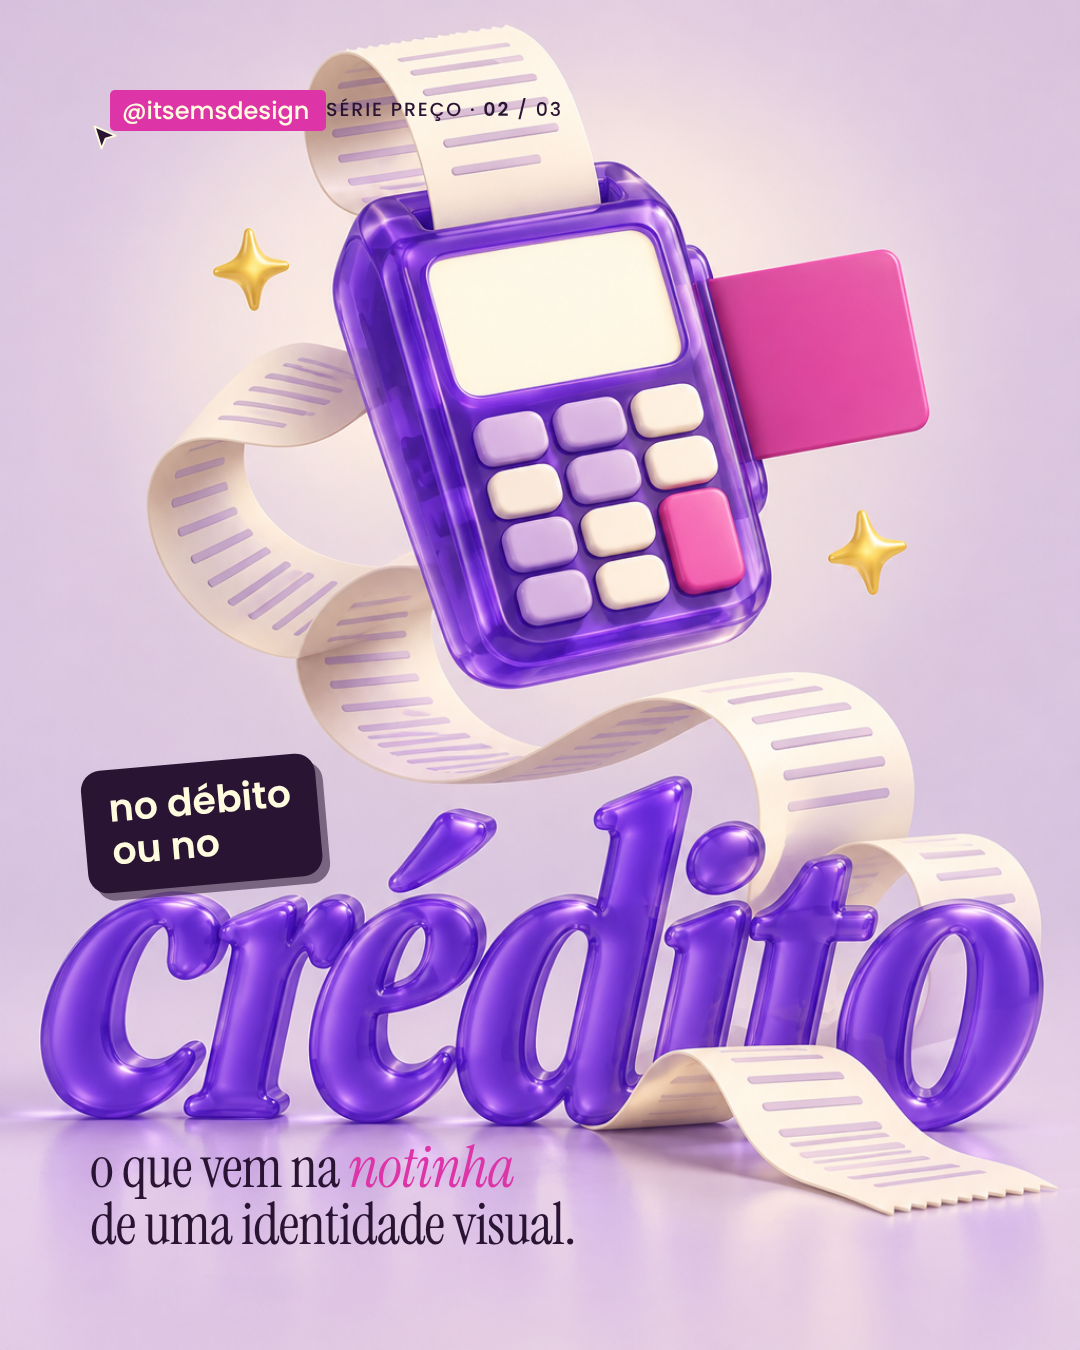 @itsemsdesign SÉRIE PREÇO · 02 / 03
no débito
ou no
crédito
o que vem na notinha
de uma identidade visual.